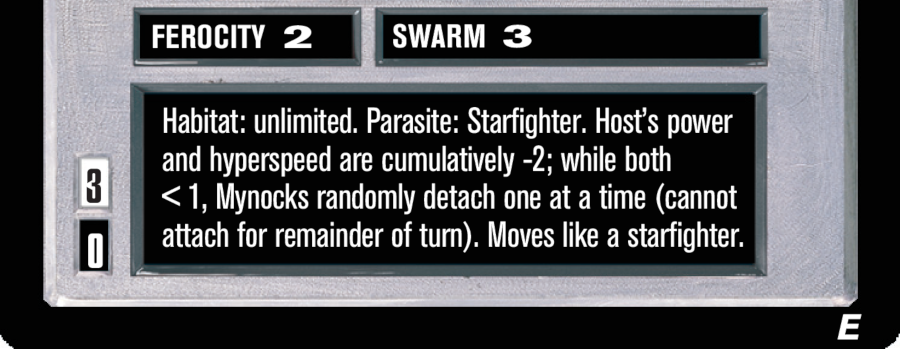 FEROCITY 2 SWARM 3
Habitat: unlimited. Parasite: Starfighter. Host's power
and hyperspeed are cumulatively -2; while both
< 1, Mynocks randomly detach one at a time (cannot
attach for remainder of turn). Moves like a starfighter.
3
0
E